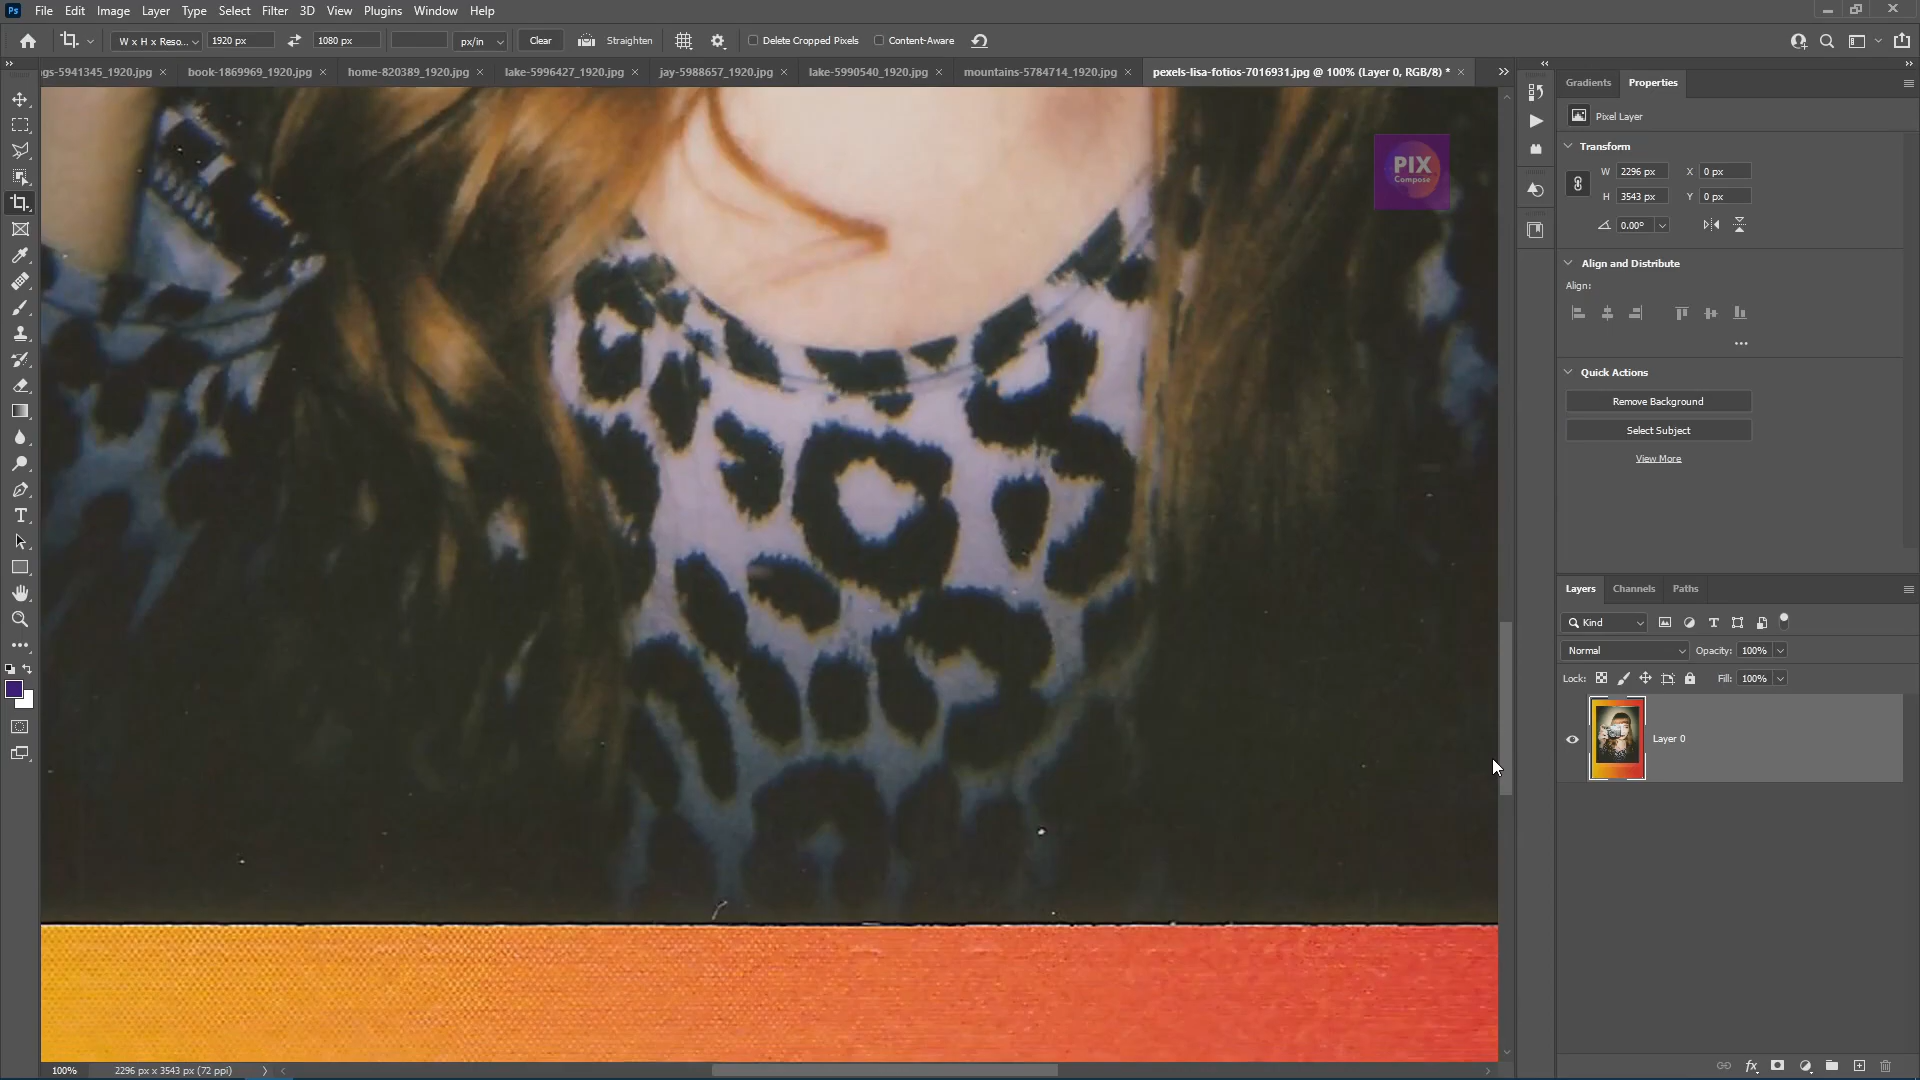 Ps File Edit Image Layer Type Select Filter 3D View Plugins Window Help
W x H x Reso... 1920 px 1080 px px/in Clear Straighten Delete Cropped Pixels Content-Aware
gs-5941345_1920.jpg × book-1869969_1920.jpg × home-820389_1920.jpg × lake-5996427_1920.jpg × jay-5988657_1920.jpg × lake-5990540_1920.jpg × mountains-5784714_1920.jpg × pexels-lisa-fotios-7016931.jpg @ 100% (Layer 0, RGB/8) * ×
Gradients Properties
Pixel Layer
Transform
W 2296 px X 0 px
H 3543 px Y 0 px
0.00°
Align and Distribute
Align:
Quick Actions
Remove Background
Select Subject
View More
PIX
Compose
Layers Channels Paths
Kind
Normal Opacity: 100%
Lock: Fill: 100%
Layer 0
100% 2296 px x 3543 px (72 ppi)